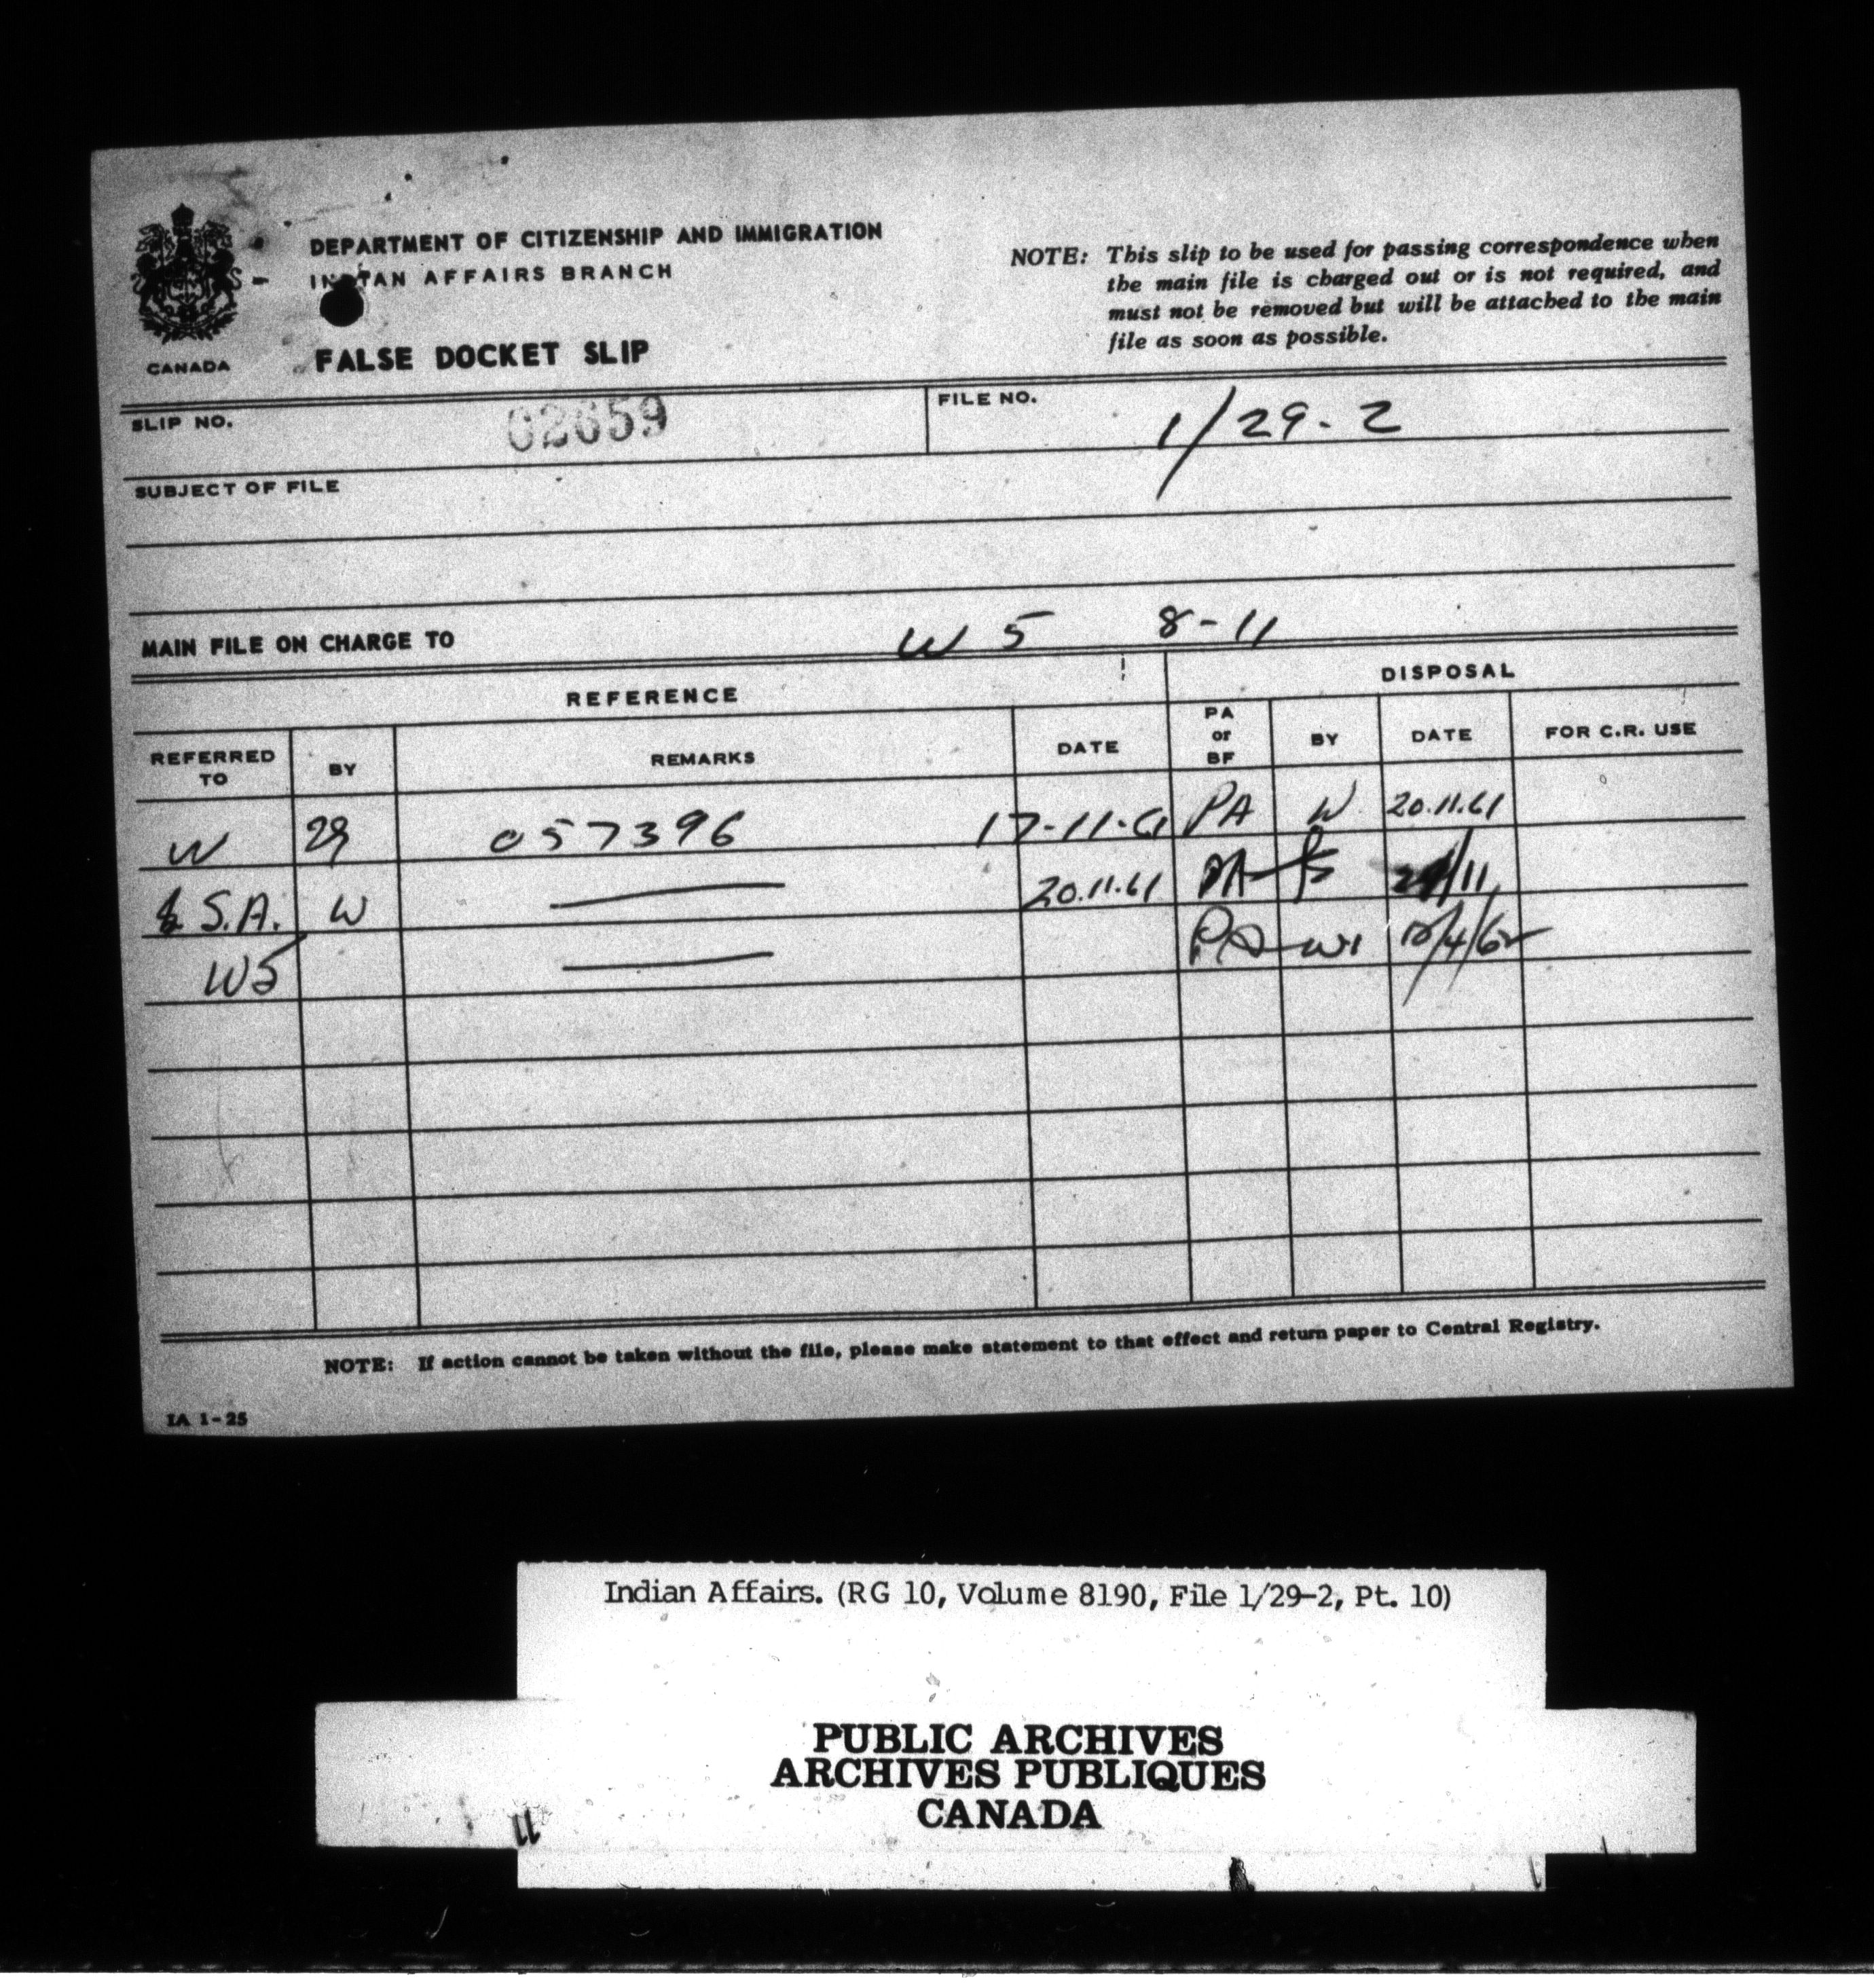 DEPARTMENT OF CITIZENSHIP AND IMMIGRATION
INDIAN AFFAIRS BRANCH
CANADA
FALSE DOCKET SLIP
NOTE: This slip to be used for passing correspondence when
the main file is charged out or is not required, and
must not be removed but will be attached to the main
file as soon as possible.
SLIP NO. 02659
FILE NO. 1/29-2
SUBJECT OF FILE
MAIN FILE ON CHARGE TO W5 8-11
REFERENCE DISPOSAL
REFERRED TO BY REMARKS DATE PA or BF BY DATE FOR C.R. USE
W 29 057396 17-11-61 PA W 20.11.61
S.A. W 20.11.61 PA /11
W5 PA W1 /4/62
NOTE: If action cannot be taken without the file, please make statement to that effect and return paper to Central Registry.
IA 1-25
Indian Affairs. (RG 10, Volume 8190, File 1/29-2, Pt. 10)
PUBLIC ARCHIVES
ARCHIVES PUBLIQUES
CANADA